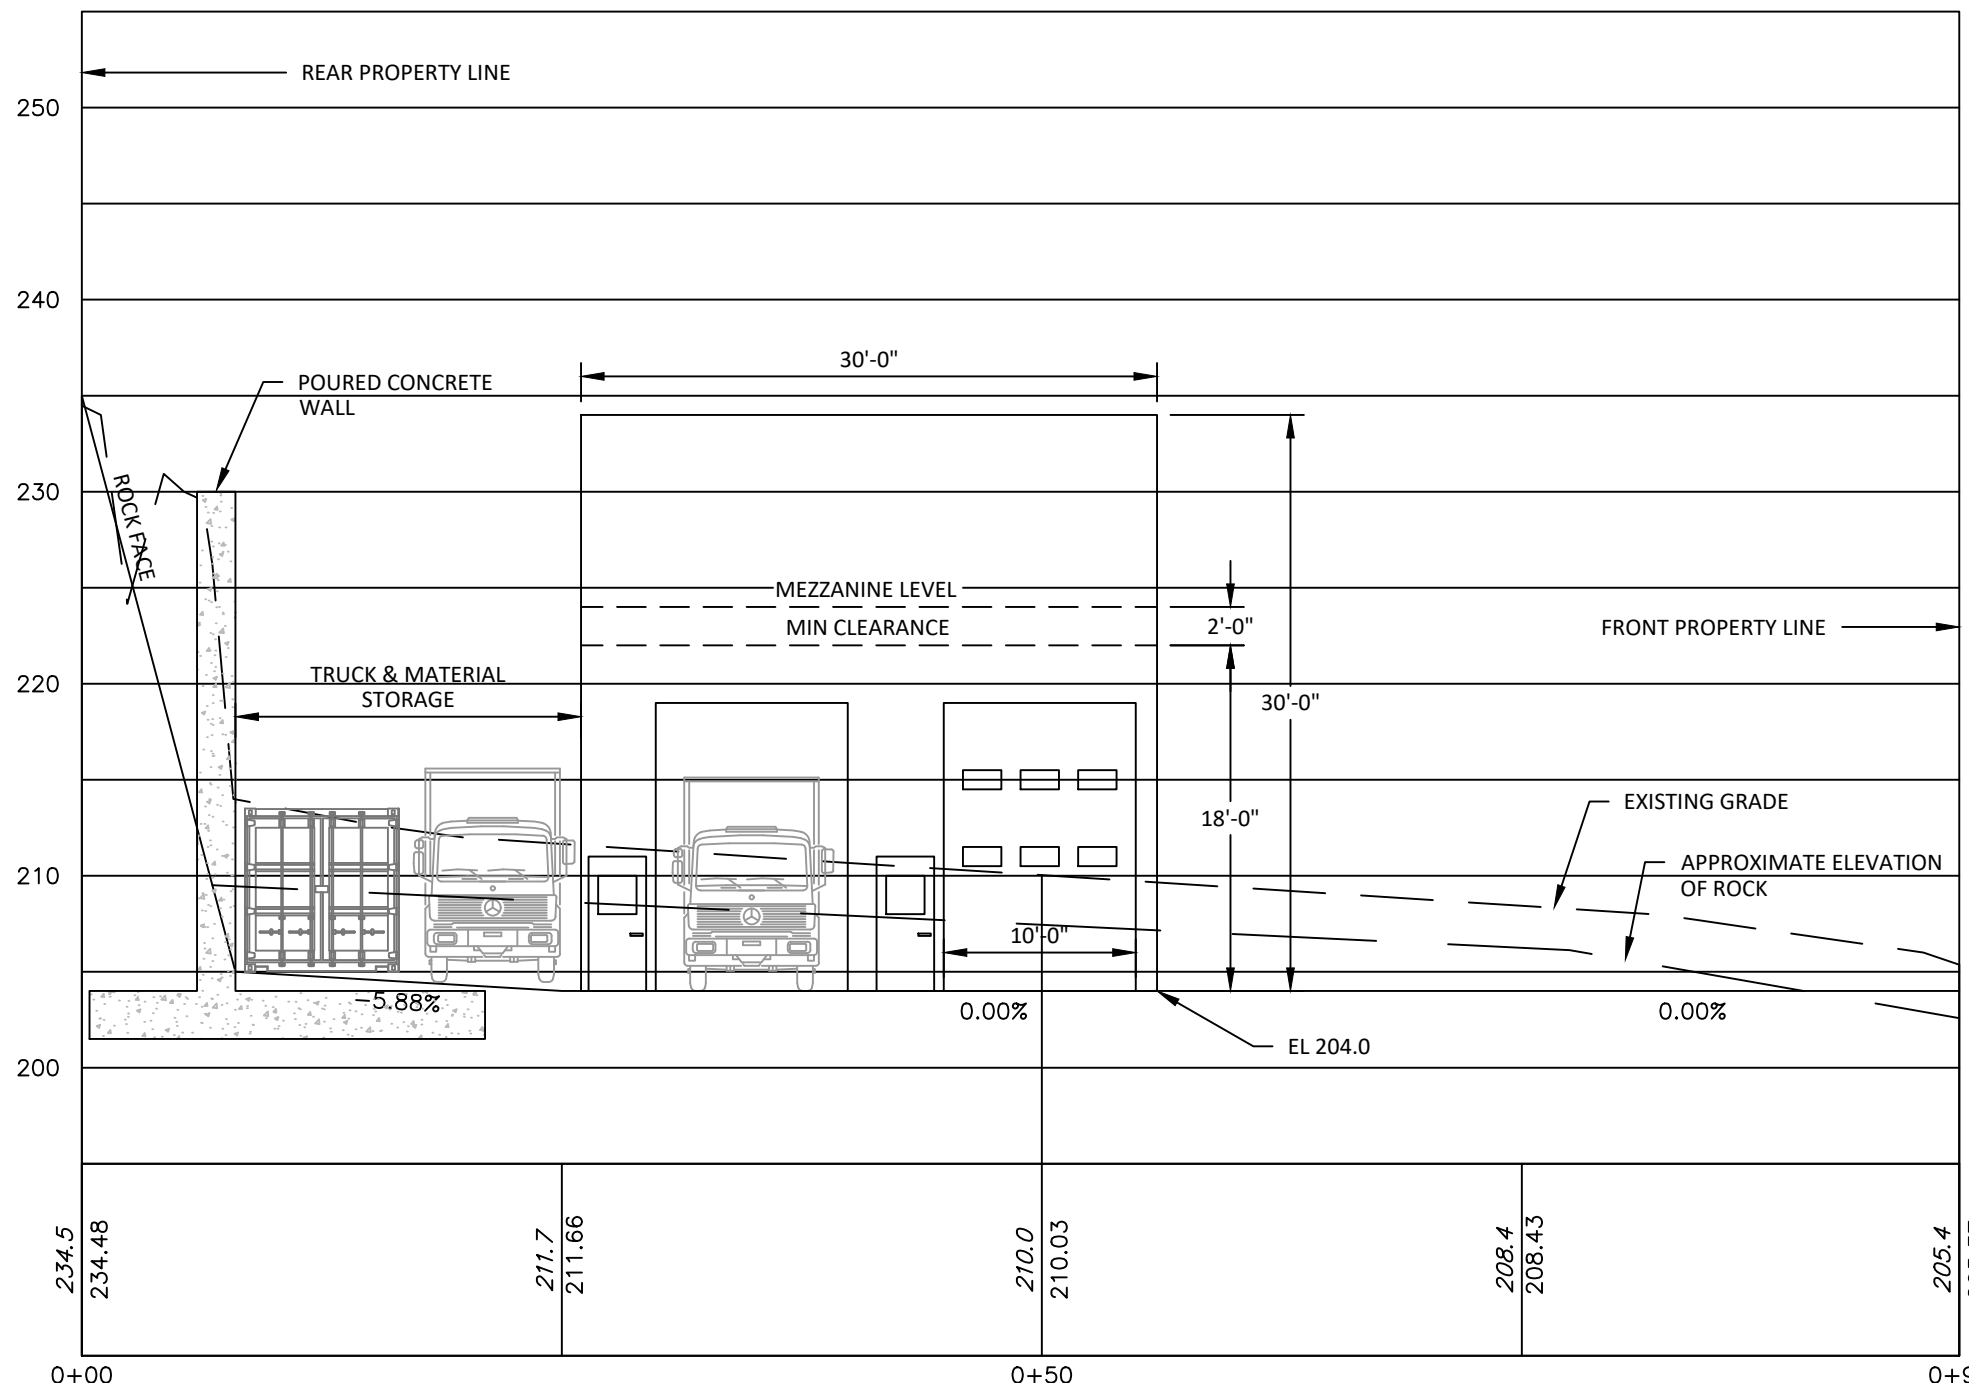 REAR PROPERTY LINE
250
240
30'-0"
POURED CONCRETE
WALL
ROCK FACE
230
MEZZANINE LEVEL
2'-0"
MIN CLEARANCE
FRONT PROPERTY LINE
220
TRUCK & MATERIAL
STORAGE
30'-0"
18'-0"
EXISTING GRADE
APPROXIMATE ELEVATION
OF ROCK
210
10'-0"
-5.88%
0.00%
0.00%
EL 204.0
200
234.5
234.48
211.7
211.66
210.0
210.03
208.4
208.43
205.4
0+00
0+50
0+9